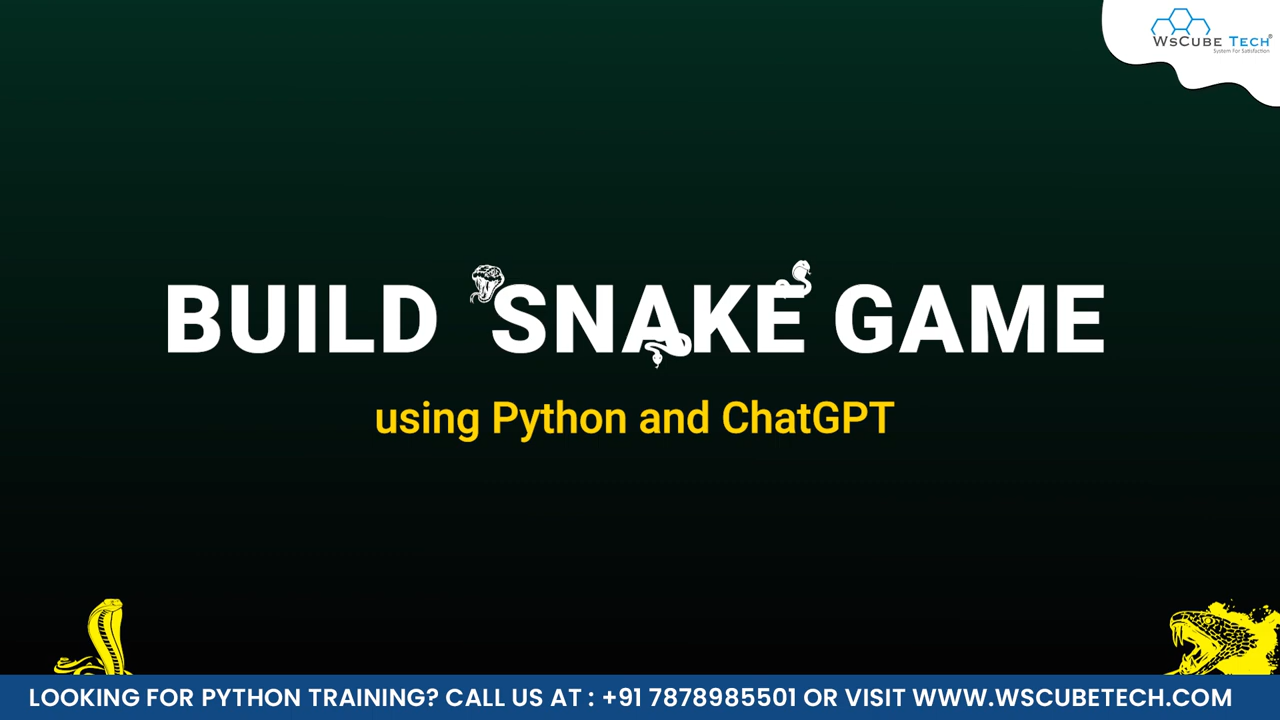 WsCube Tech®
System For Satisfaction
BUILD SNAKE GAME
using Python and ChatGPT
LOOKING FOR PYTHON TRAINING? CALL US AT : +91 7878985501 OR VISIT WWW.WSCUBETECH.COM